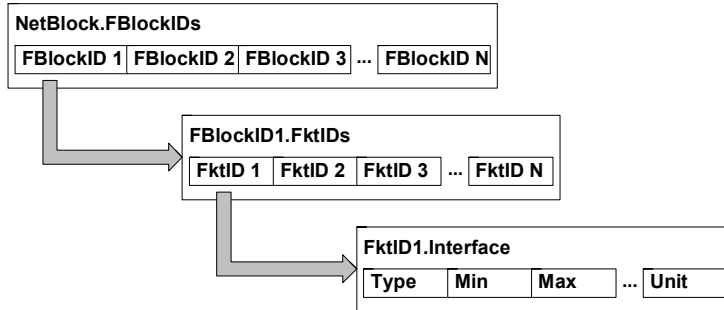 NetBlock.FBlockIDs
FBlockID 1 FBlockID 2 FBlockID 3 ... FBlockID N
FBlockID1.FktIDs
FktID 1 FktID 2 FktID 3 ... FktID N
FktID1.Interface
Type Min Max ... Unit